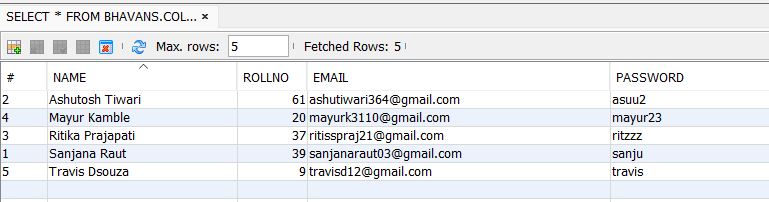 SELECT * FROM BHAVANS.COL... ×
Max. rows: 5 Fetched Rows: 5
# NAME ROLLNO EMAIL PASSWORD
2 Ashutosh Tiwari 61 ashutiwari364@gmail.com asuu2
4 Mayur Kamble 20 mayurk3110@gmail.com mayur23
3 Ritika Prajapati 37 ritisspraj21@gmail.com ritzzz
1 Sanjana Raut 39 sanjanaraut03@gmail.com sanju
5 Travis Dsouza 9 travisd12@gmail.com travis